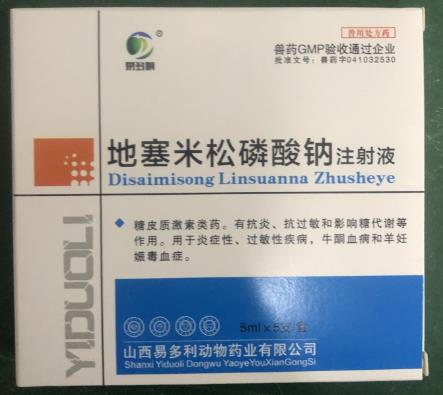 易多利
®
兽用处方药
兽药GMP验收通过企业
批准文号：兽药字041032530
地塞米松磷酸钠注射液
Disaimisong Linsuanna Zhusheye
糖皮质激素类药。有抗炎、抗过敏和影响糖代谢等
作用。用于炎症性、过敏性疾病，牛酮血病和羊妊
娠毒血症。
YIDUOLI
5ml×5支/盒
山西易多利动物药业有限公司
Shanxi Yiduoli Dongwu YaoyeYouXianGongSi